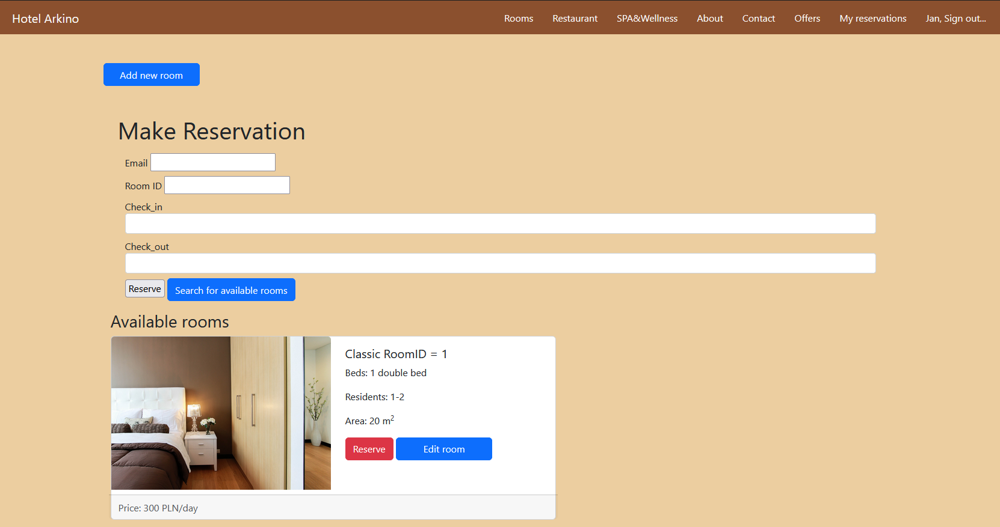 Hotel Arkino Rooms Restaurant SPA&Wellness About Contact Offers My reservations Jan, Sign out...
Add new room
Make Reservation
Email
Room ID
Check_in
Check_out
Reserve Search for available rooms
Available rooms
Classic RoomID = 1
Beds: 1 double bed
Residents: 1-2
Area: 20 m²
Reserve Edit room
Price: 300 PLN/day